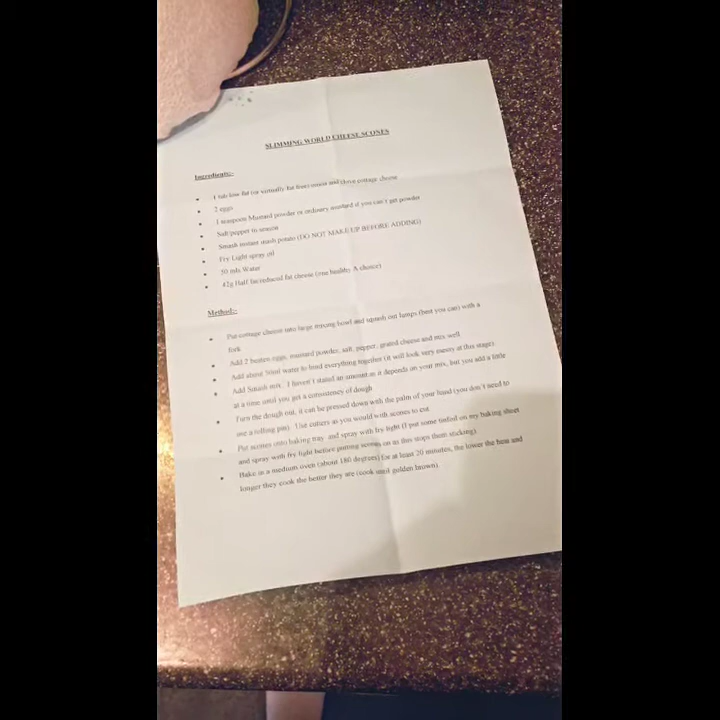 SLIMMING WORLD CHEESE SCONES
Ingredients:-
1 tub low fat (or virtually fat free) onion and chive cottage cheese
2 eggs
1 teaspoon Mustard powder or ordinary mustard if you can't get powder
Salt/pepper to season
Smash instant mash potato (DO NOT MAKE UP BEFORE ADDING)
Fry Light spray oil
50 mls Water
42g Half fat/reduced fat cheese (one healthy A choice)
Method:-
Put cottage cheese into large mixing bowl and squash out lumps (best you can) with a
fork
Add 2 beaten eggs, mustard powder, salt, pepper, grated cheese and mix well
Add about 50ml water to bind everything together (it will look very runny at this stage)
Add Smash mix. I haven't stated an amount as it depends on your mix, but you add a little
at a time until you get a consistency of dough
Turn the dough out, it can be pressed down with the palm of your hand (you don't need to
use a rolling pin). Use cutters as you would with scones to cut
Put scones onto baking tray and spray with fry light (I put some tinfoil on my baking sheet
and spray with fry light before putting scones on as this stops them sticking)
Bake in a medium oven (about 180 degrees) for at least 20 minutes, the lower the heat and
longer they cook the better they are (cook until golden brown)